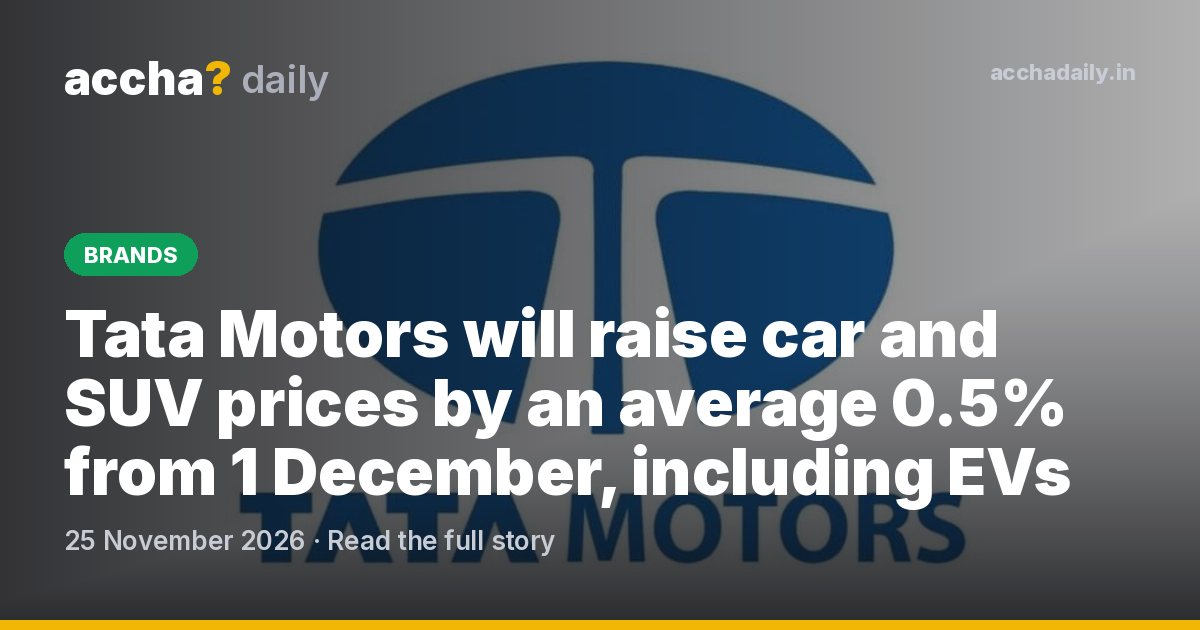 accha? daily
acchadaily.in
BRANDS
Tata Motors will raise car and
SUV prices by an average 0.5%
from 1 December, including EVs
25 November 2026 · Read the full story
TATA MOTORS